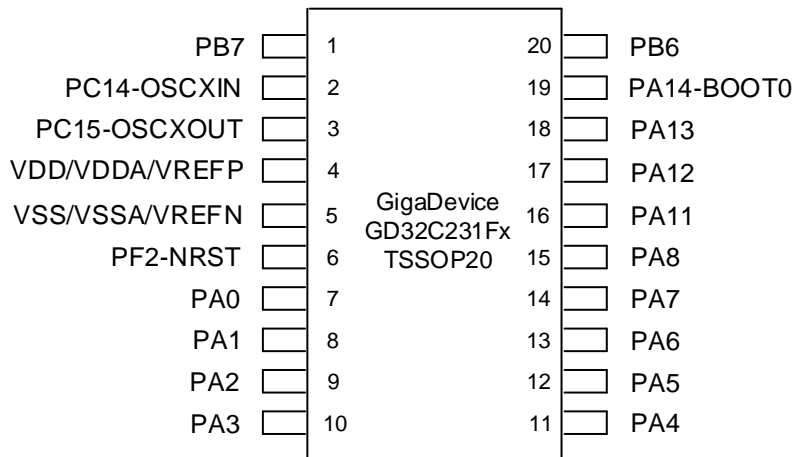 PB7 1 20 PB6
PC14-OSCXIN 2 19 PA14-BOOT0
PC15-OSCXOUT 3 18 PA13
VDD/VDDA/VREFP 4 17 PA12
VSS/VSSA/VREFN 5 16 PA11
PF2-NRST 6 15 PA8
PA0 7 14 PA7
PA1 8 13 PA6
PA2 9 12 PA5
PA3 10 11 PA4
GigaDevice
GD32C231Fx
TSSOP20